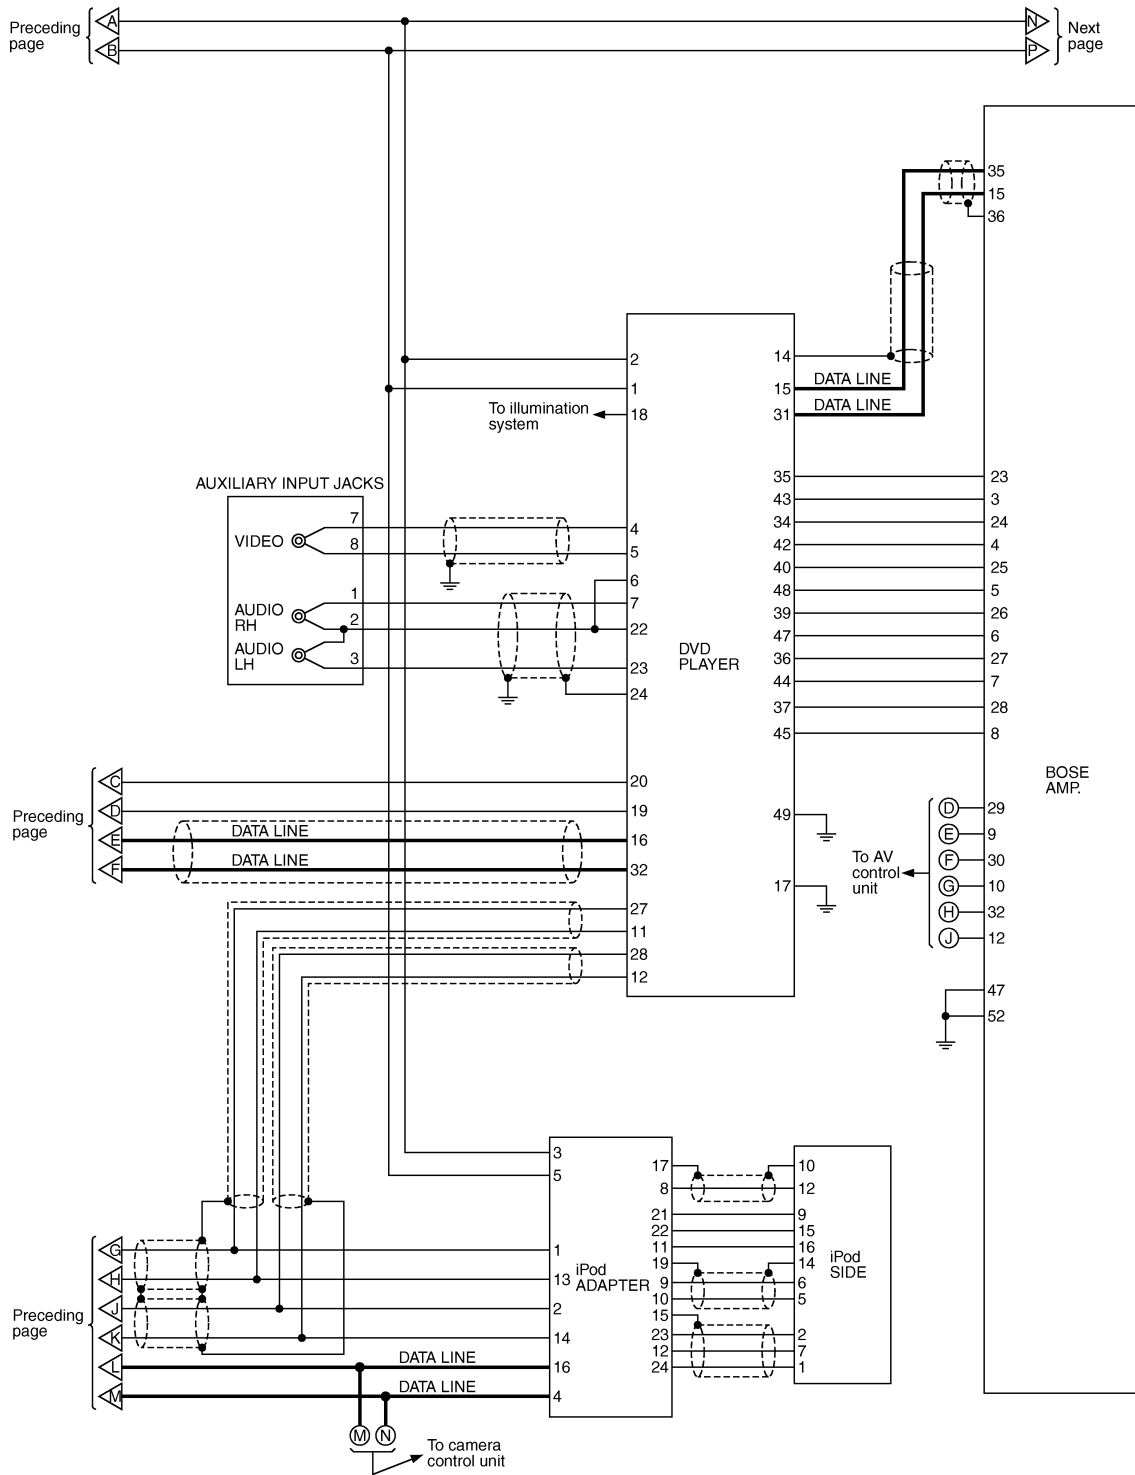 Preceding
page
A
B
N
P
Next
page
35
15
36
2
1
18
To illumination
system
14
15
31
DATA LINE
DATA LINE
AUXILIARY INPUT JACKS
VIDEO
7
8
AUDIO
RH
1
2
AUDIO
LH
3
4
5
6
7
22
23
24
DVD
PLAYER
35
43
34
42
40
48
39
47
36
44
37
45
23
3
24
4
25
5
26
6
27
7
28
8
BOSE
AMP.
Preceding
page
C
D
E
F
DATA LINE
DATA LINE
20
19
16
32
27
11
28
12
49
17
To AV
control
unit
D
E
F
G
H
J
29
9
30
10
32
12
47
52
3
5
Preceding
page
G
H
J
K
L
M
1
13
2
14
16
4
DATA LINE
DATA LINE
iPod
ADAPTER
17
8
21
22
11
19
9
10
15
23
12
24
10
12
9
15
16
14
6
5
2
7
1
iPod
SIDE
M
N
To camera
control unit